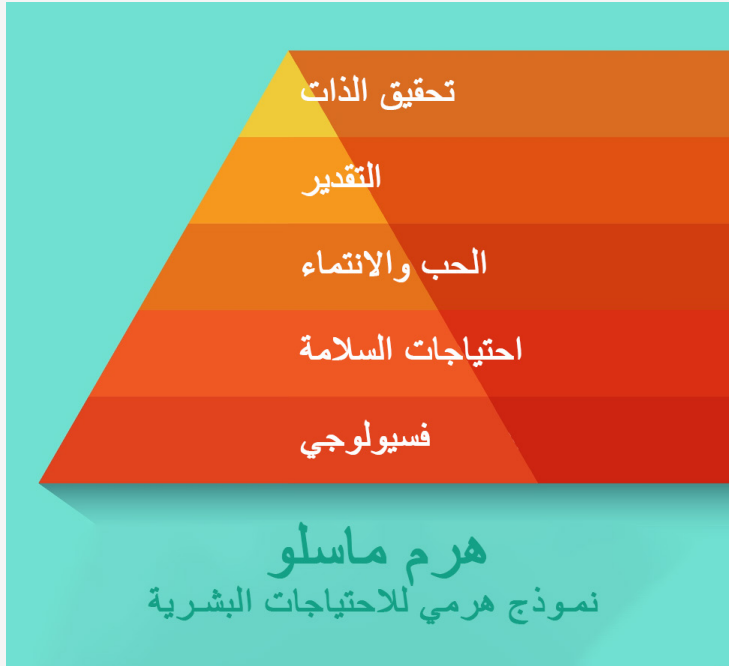 تحقيق الذات
التقدير
الحب والانتماء
احتياجات السلامة
فسيولوجي
هرم ماسلو
نموذج هرمي للاحتياجات البشرية